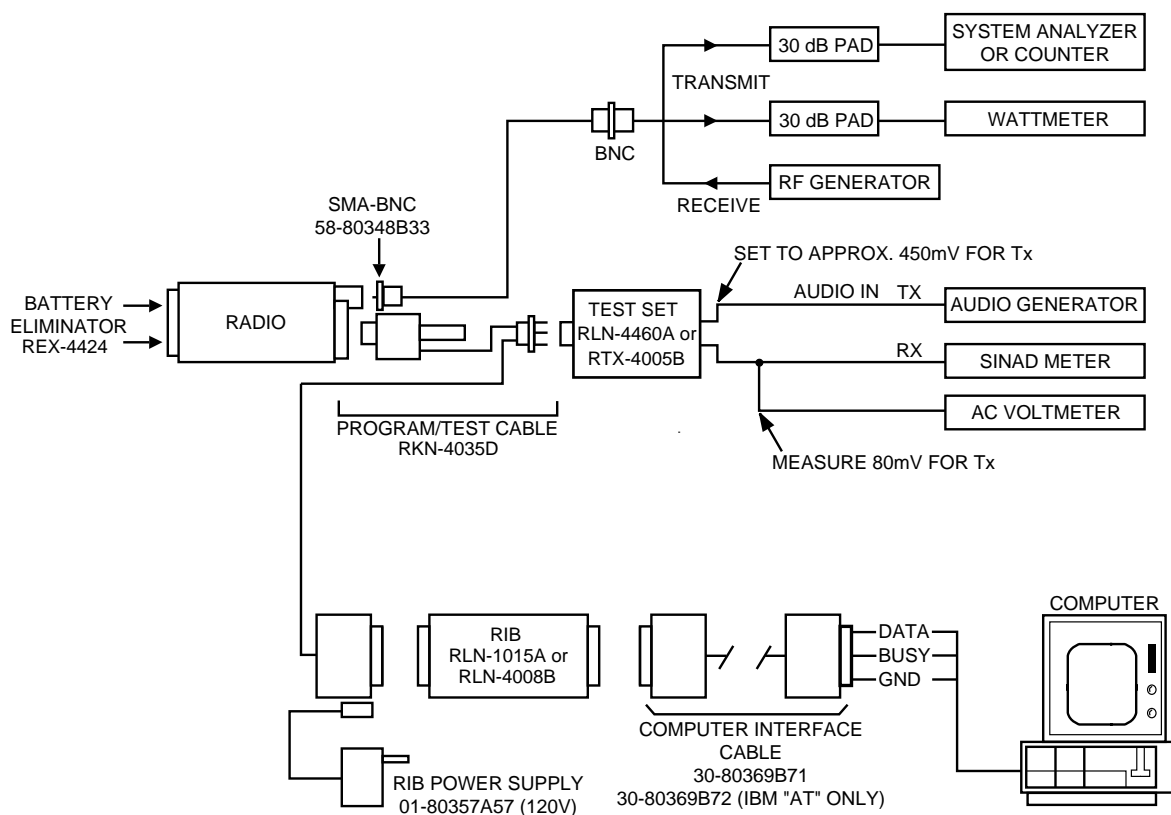 30 dB PAD
SYSTEM ANALYZER
OR COUNTER
TRANSMIT
30 dB PAD
WATTMETER
BNC
RF GENERATOR
RECEIVE
SMA-BNC
58-80348B33
SET TO APPROX. 450mV FOR Tx
BATTERY
ELIMINATOR
REX-4424
RADIO
TEST SET
RLN-4460A or
RTX-4005B
AUDIO IN TX
AUDIO GENERATOR
RX
SINAD METER
AC VOLTMETER
PROGRAM/TEST CABLE
RKN-4035D
MEASURE 80mV FOR Tx
COMPUTER
RIB
RLN-1015A or
RLN-4008B
DATA
BUSY
GND
COMPUTER INTERFACE
CABLE
30-80369B71
30-80369B72 (IBM "AT" ONLY)
RIB POWER SUPPLY
01-80357A57 (120V)